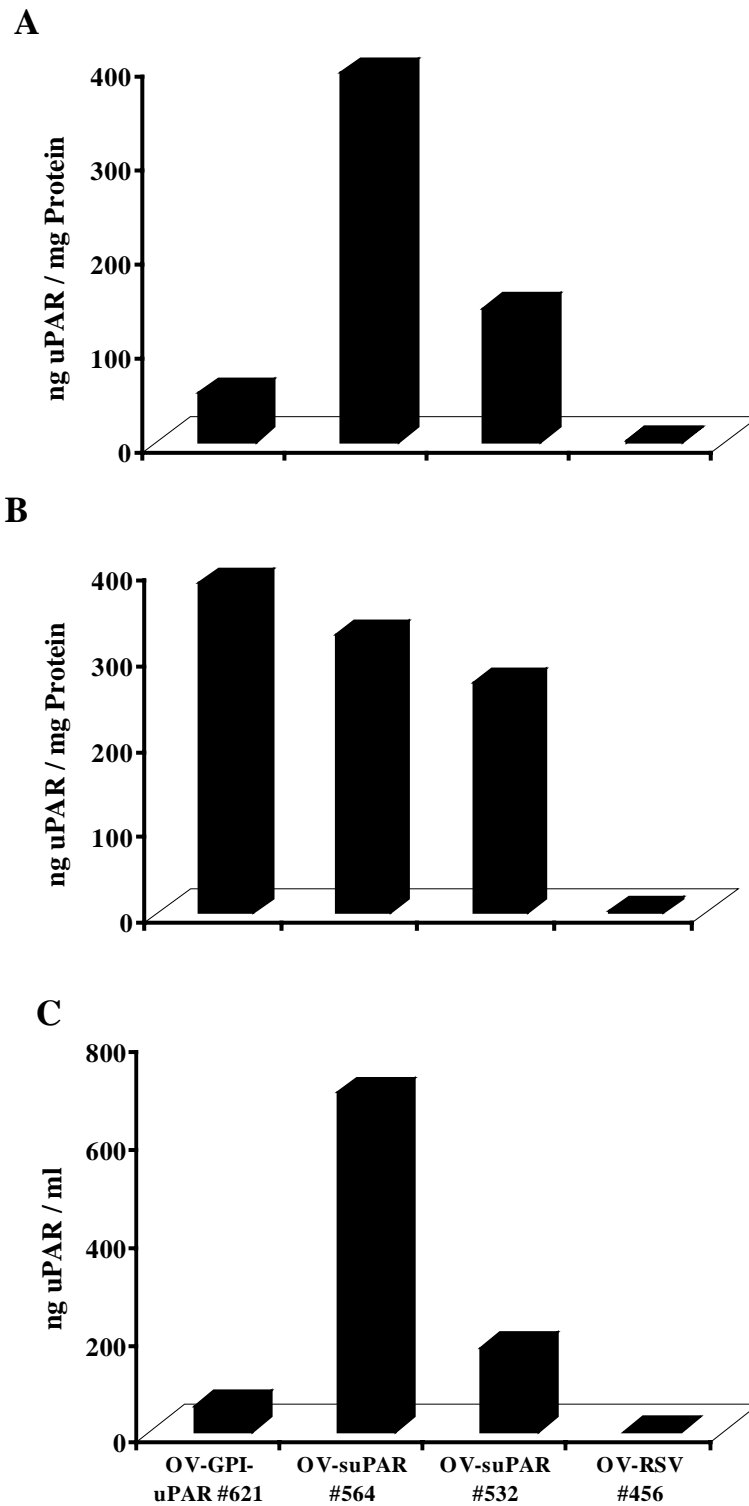 A
400
300
200
100
0
ng uPAR / mg Protein
B
400
300
200
100
0
ng uPAR / mg Protein
C
800
600
400
200
0
ng uPAR / ml
OV-GPI- OV-suPAR OV-suPAR OV-RSV
uPAR #621 #564 #532 #456